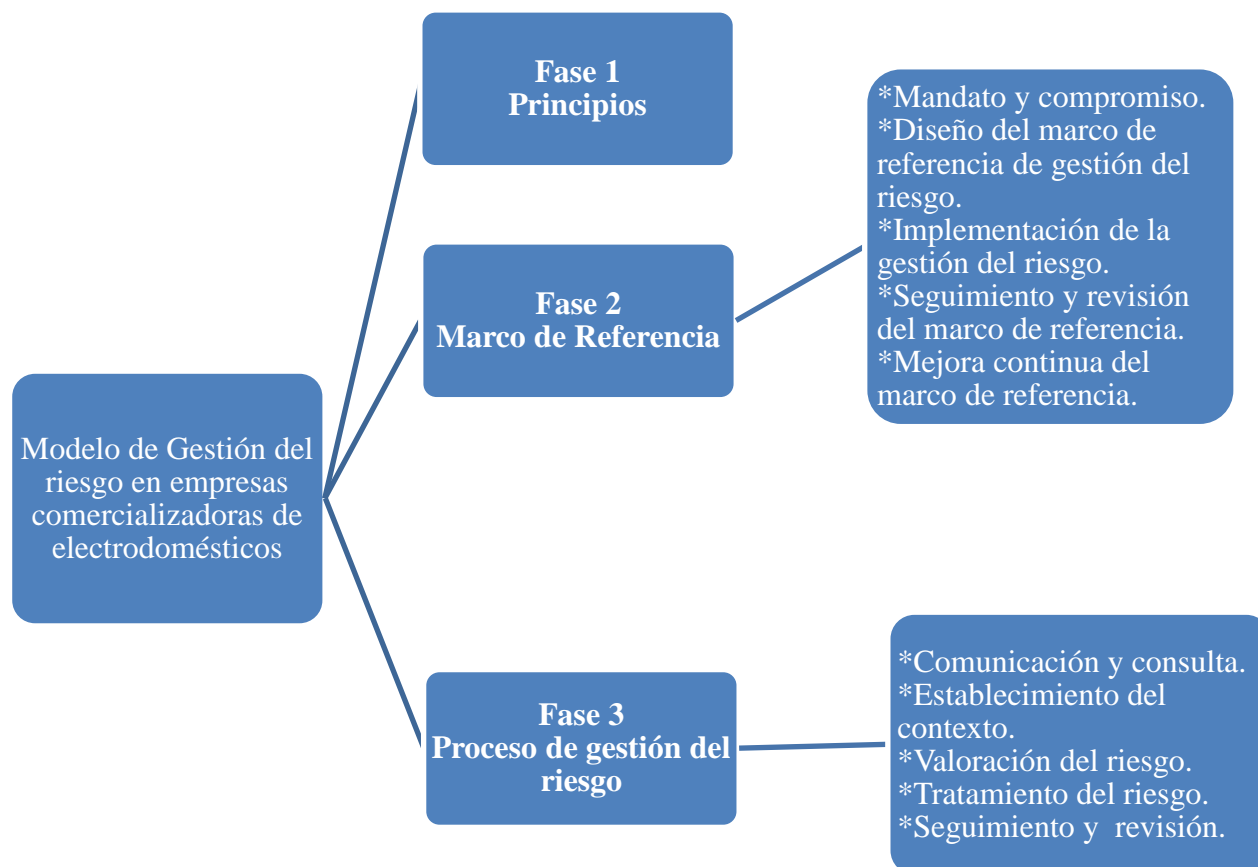 Fase 1
Principios
*Mandato y compromiso.
*Diseño del marco de
referencia de gestión del
riesgo.
*Implementación de la
gestión del riesgo.
*Seguimiento y revisión
del marco de referencia.
*Mejora continua del
marco de referencia.
Fase 2
Marco de Referencia
Modelo de Gestión del
riesgo en empresas
comercializadoras de
electrodomésticos
Fase 3
Proceso de gestión del
riesgo
*Comunicación y consulta.
*Establecimiento del
contexto.
*Valoración del riesgo.
*Tratamiento del riesgo.
*Seguimiento y  revisión.